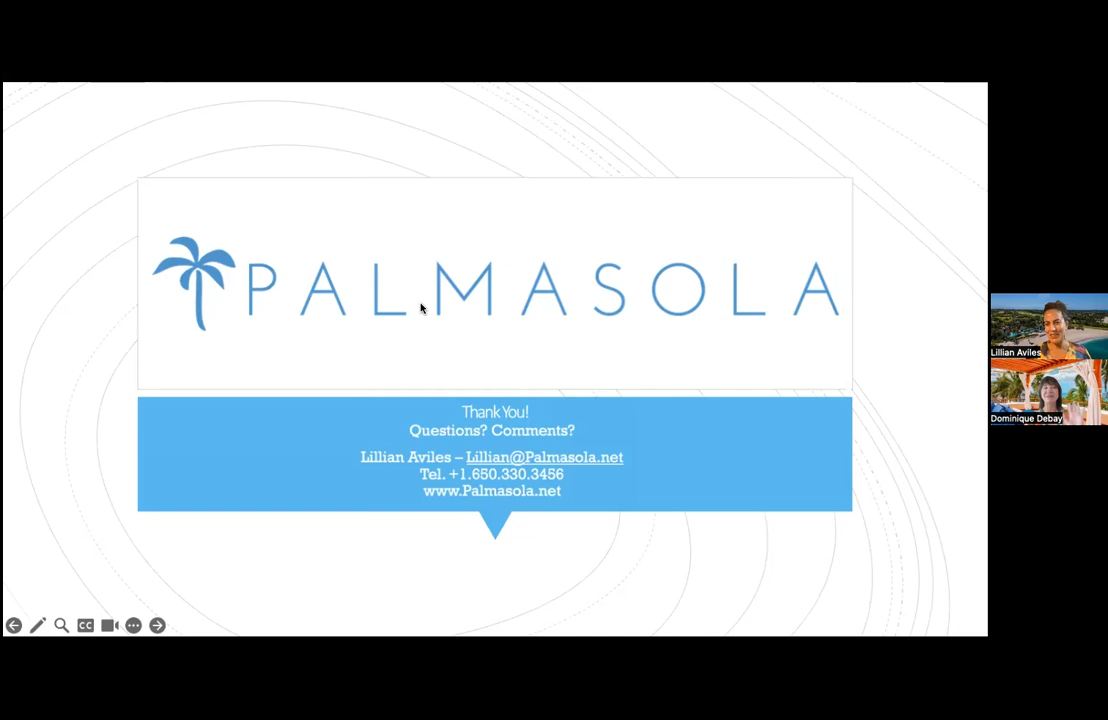 PALMASOLA
Thank You!
Questions? Comments?
Lillian Aviles – Lillian@Palmasola.net
Tel. +1.650.330.3456
www.Palmasola.net
Lillian Aviles
Dominique Debay
CC